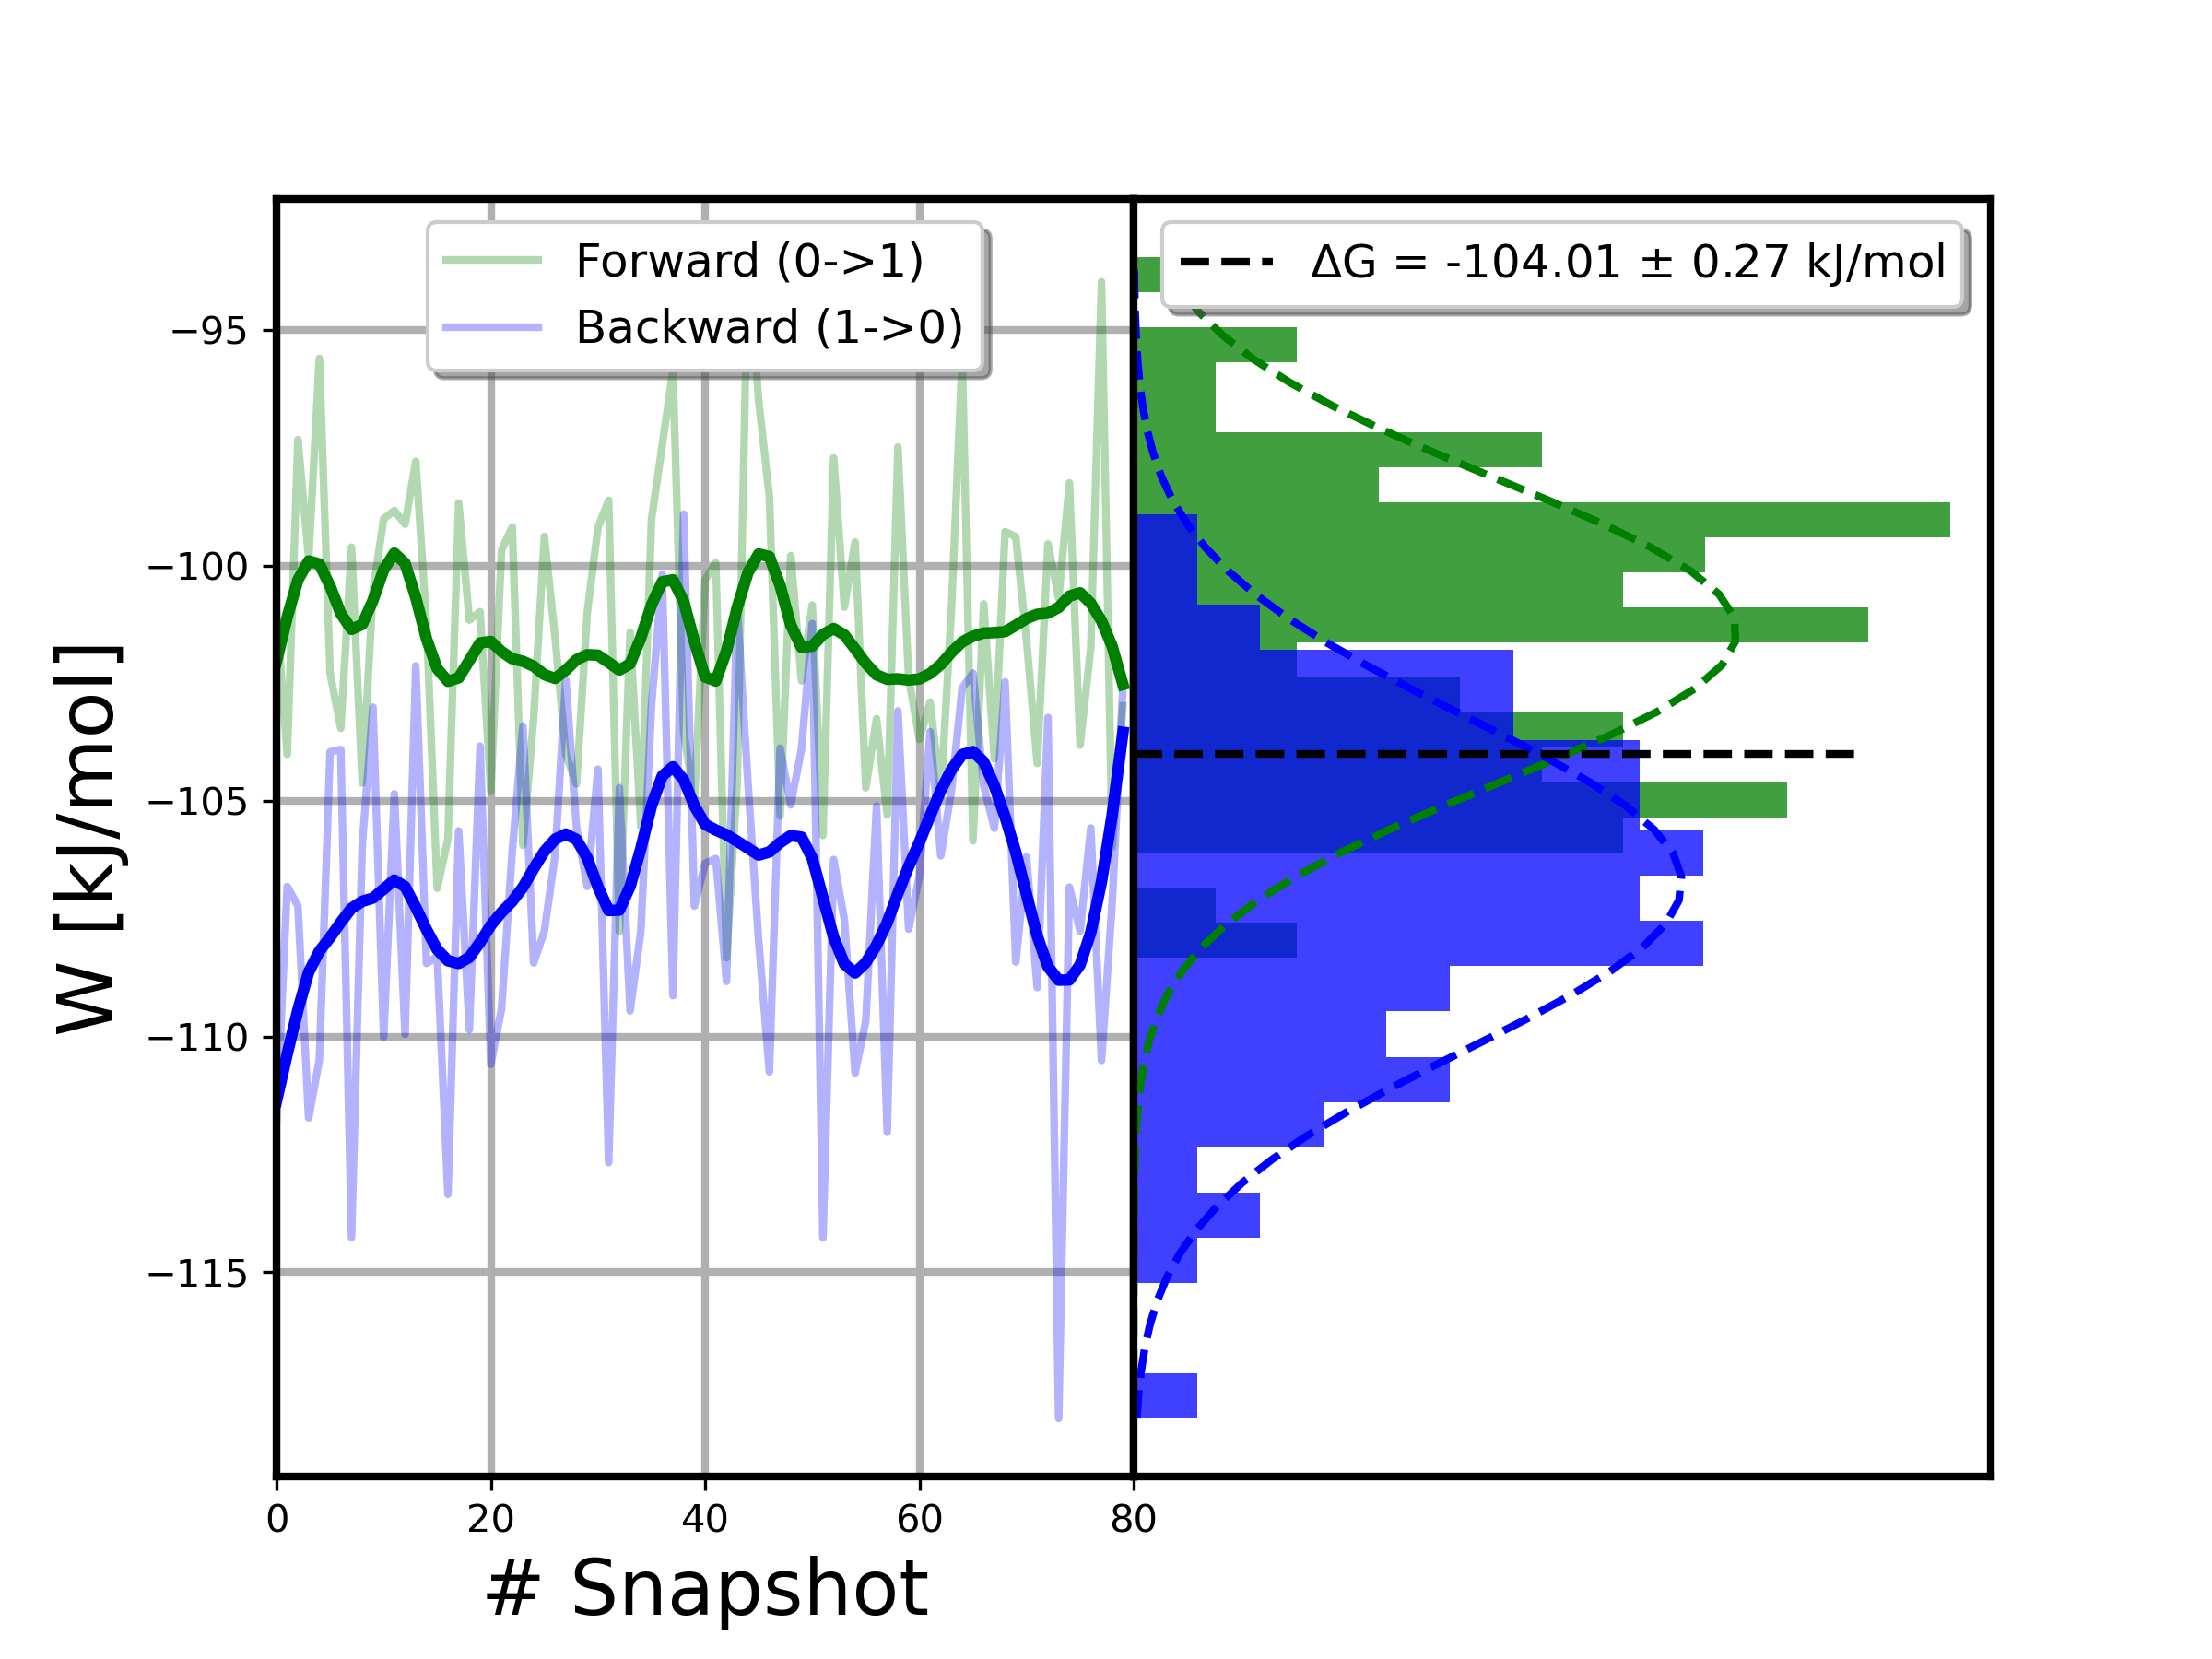 Forward (0->1)
Backward (1->0)
ΔG = -104.01 ± 0.27 kJ/mol
−95
−100
−105
−110
−115
W [kJ/mol]
0 20 40 60 80
# Snapshot